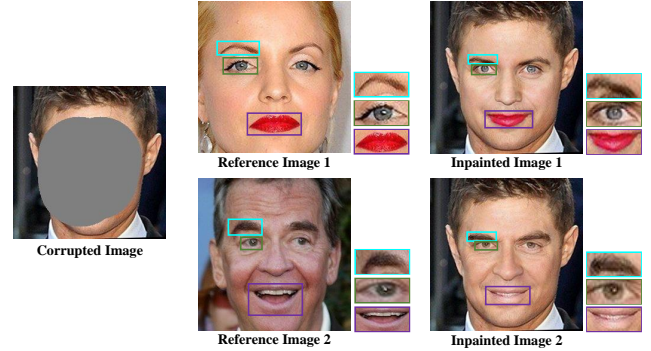 Reference Image 1
Inpainted Image 1
Corrupted Image
Reference Image 2
Inpainted Image 2